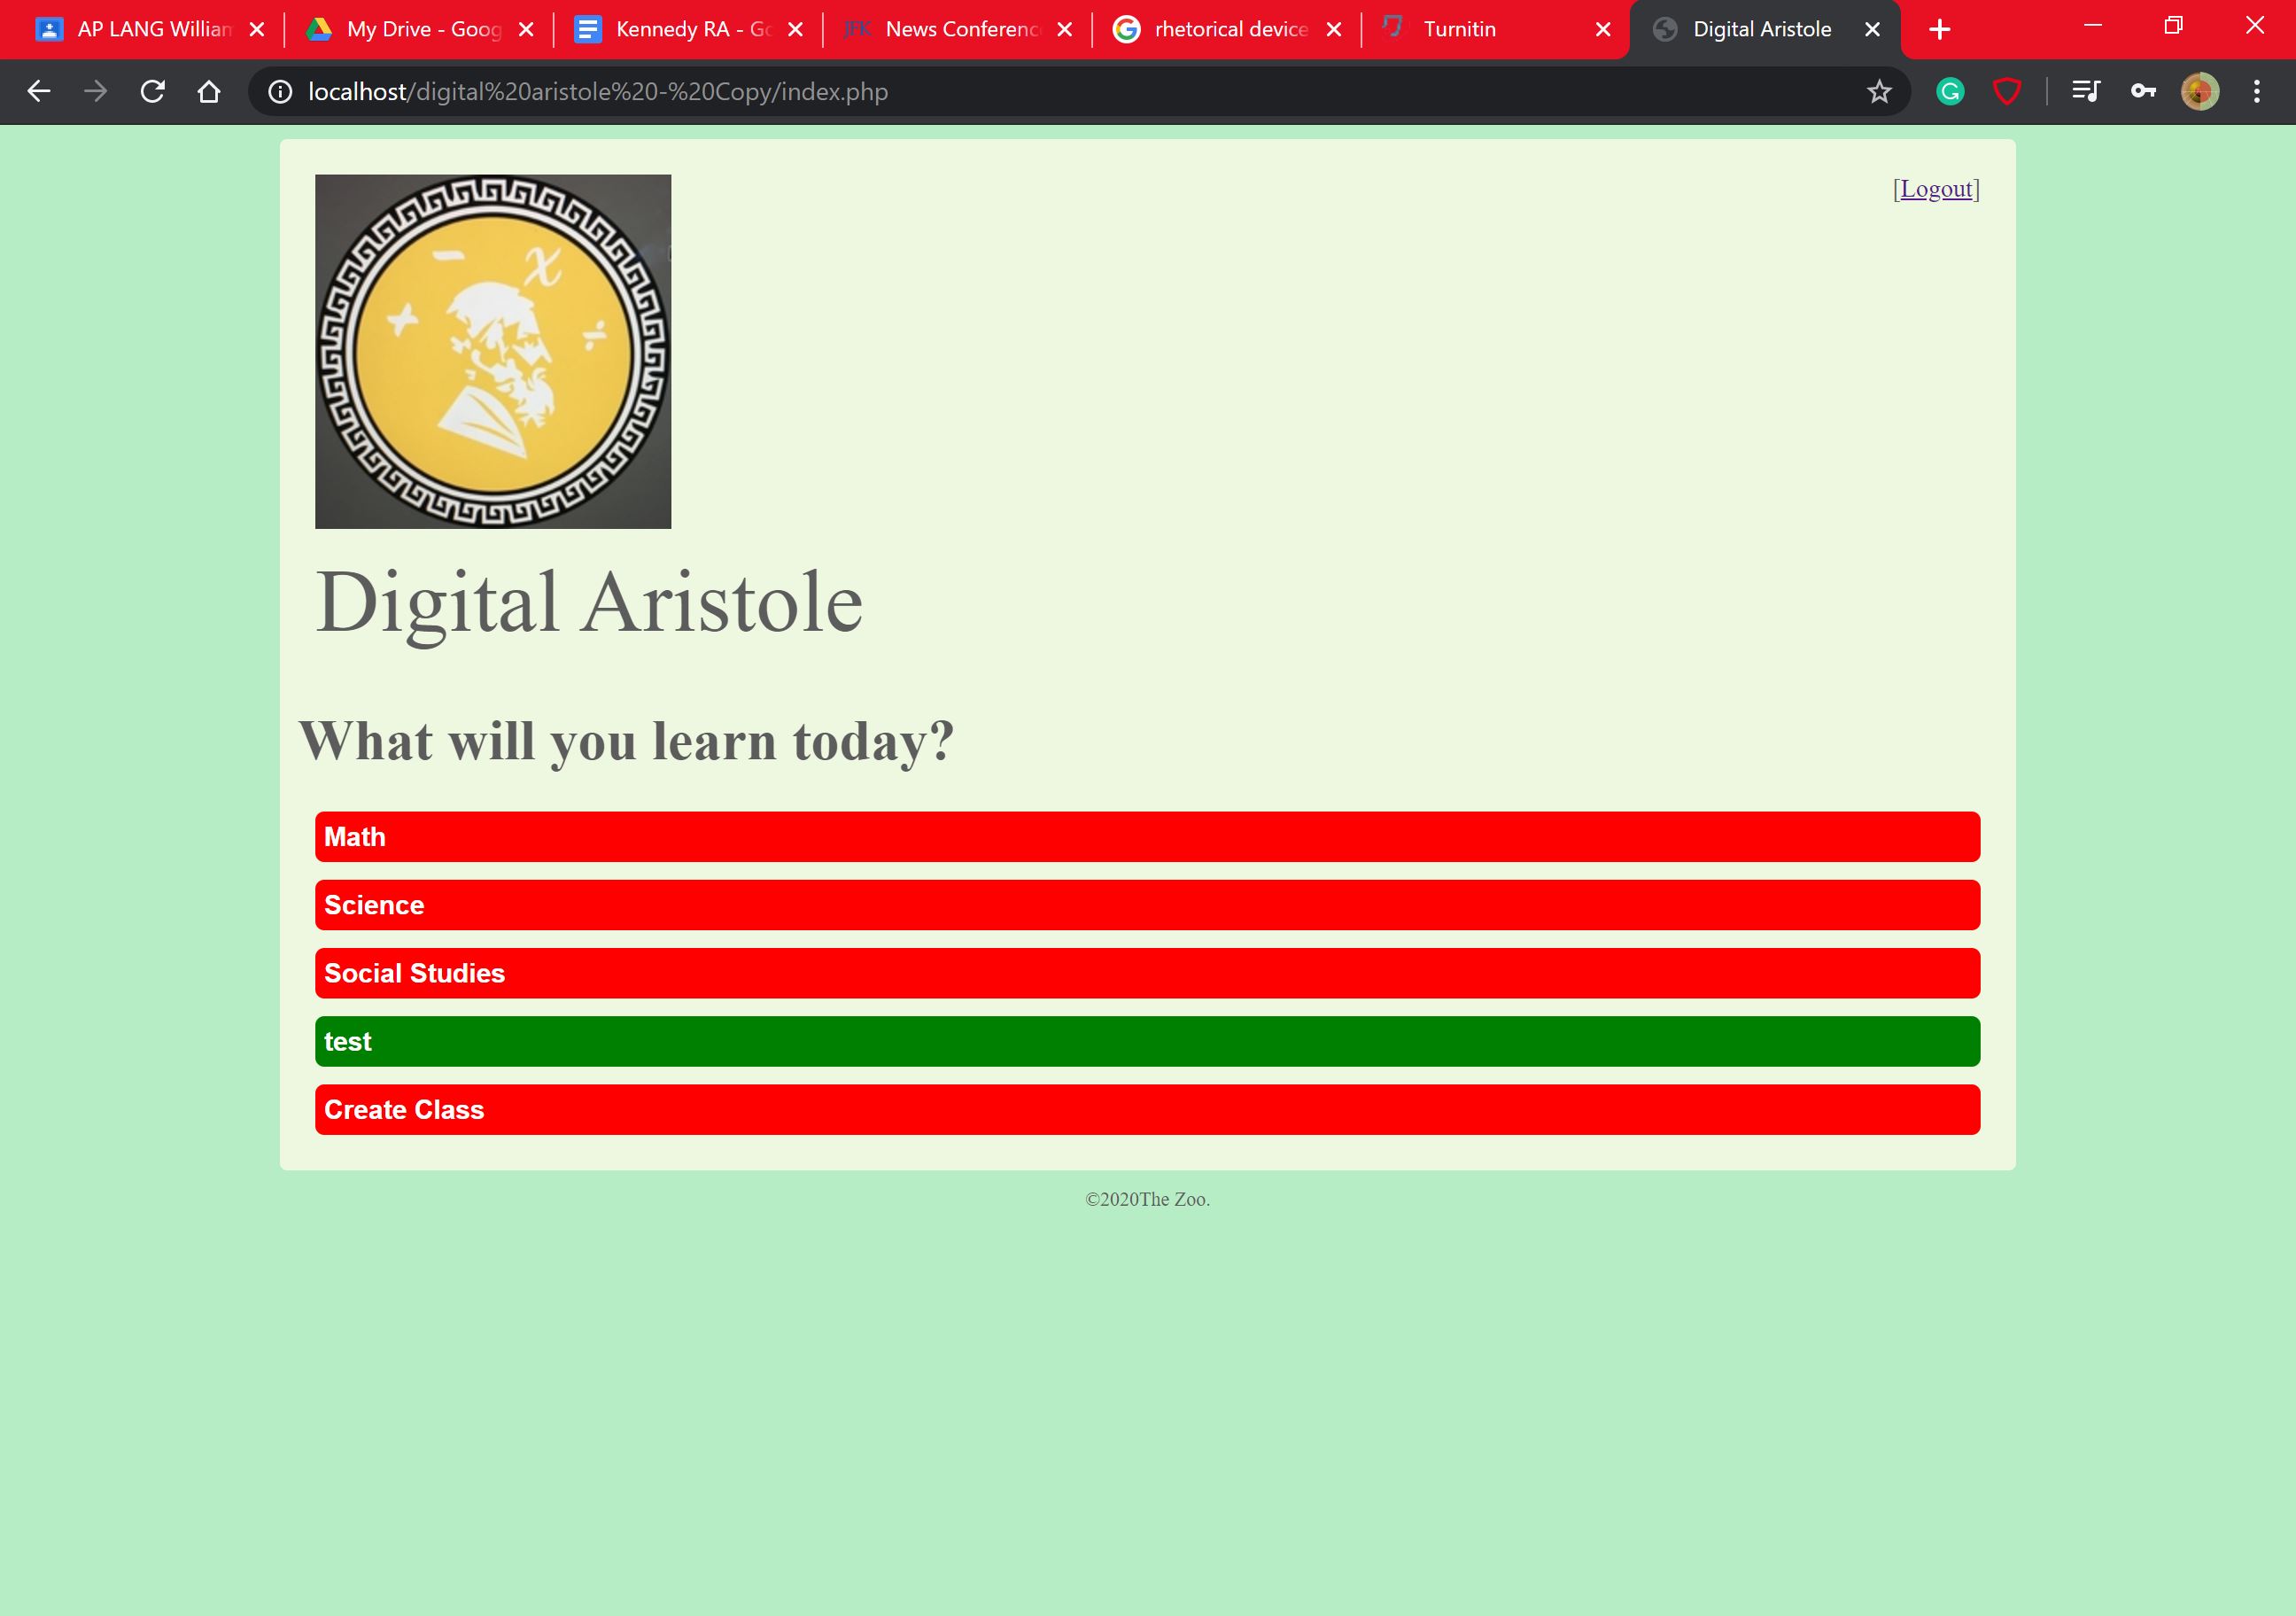 AP LANG William
My Drive - Goog
Kennedy RA - Go
JFK
News Conference
rhetorical device
Turnitin
Digital Aristole
localhost/digital%20aristole%20-%20Copy/index.php
[Logout]
− x + ÷
Digital Aristole
What will you learn today?
Math
Science
Social Studies
test
Create Class
©2020The Zoo.